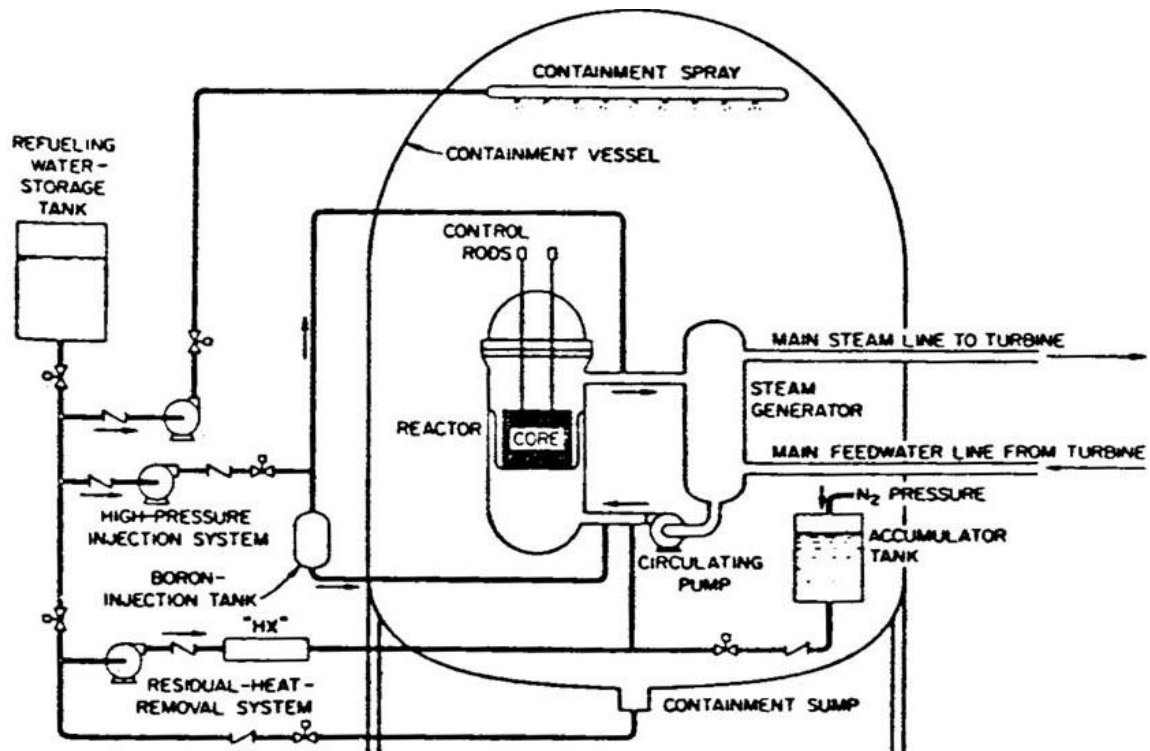 CONTAINMENT SPRAY
REFUELING
WATER-
STORAGE
TANK
CONTAINMENT VESSEL
CONTROL
RODS
MAIN STEAM LINE TO TURBINE
STEAM
GENERATOR
REACTOR
CORE
MAIN FEEDWATER LINE FROM TURBINE
N2 PRESSURE
HIGH-PRESSURE
INJECTION SYSTEM
ACCUMULATOR
TANK
CIRCULATING
PUMP
BORON-
INJECTION TANK
"HX"
RESIDUAL-HEAT-
REMOVAL SYSTEM
CONTAINMENT SUMP